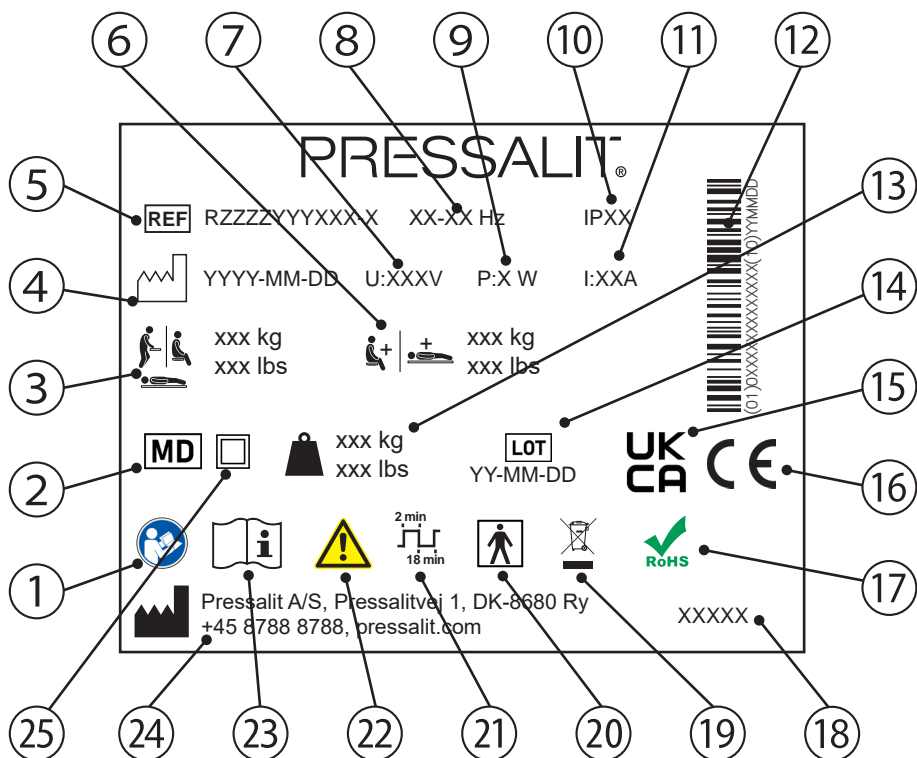 6 7 8 9 10 11 12
PRESSALIT®
5 REF RZZZZYYYXXX-X XX-XX Hz IPXX 13
4 YYYY-MM-DD U:XXXV P:X W I:XXA 14
xxx kg xxx kg
3 xxx lbs xxx lbs
15
MD xxx kg LOT UK CA CE
2 xxx lbs YY-MM-DD 16
2 min
18 min
RoHS
1 17
Pressalit A/S, Pressalitvej 1, DK-8680 Ry
+45 8788 8788, pressalit.com XXXXX
25 24 23 22 21 20 19 18